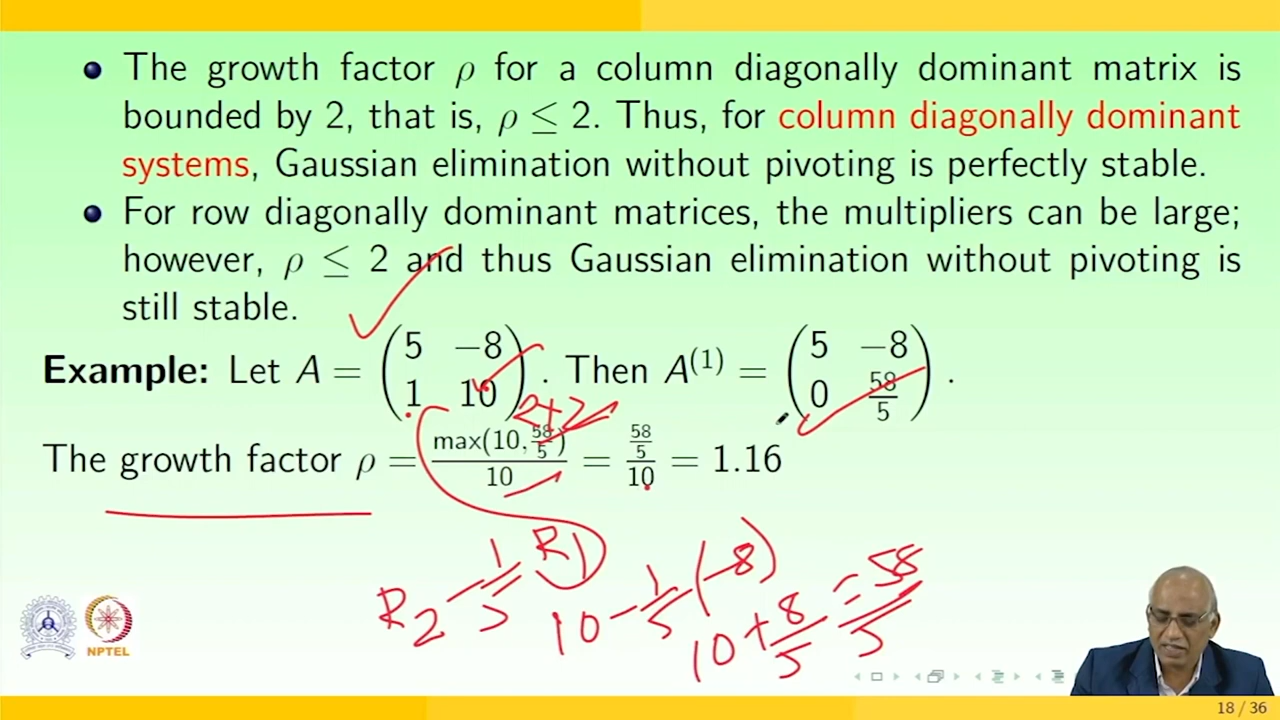 • The growth factor ρ for a column diagonally dominant matrix is
bounded by 2, that is, ρ ≤ 2. Thus, for column diagonally dominant
systems, Gaussian elimination without pivoting is perfectly stable.
• For row diagonally dominant matrices, the multipliers can be large;
however, ρ ≤ 2 and thus Gaussian elimination without pivoting is
still stable.
Example: Let A = (5 −8; 1 10). Then A^(1) = (5 −8; 0 58/5).
2×2
The growth factor ρ = max(10, 58/5)/10 = (58/5)/10 = 1.16
R2 − 1/5 R1
10 − 1/5 (−8)
10 + 8/5 = 58/5
NPTEL
18 / 36